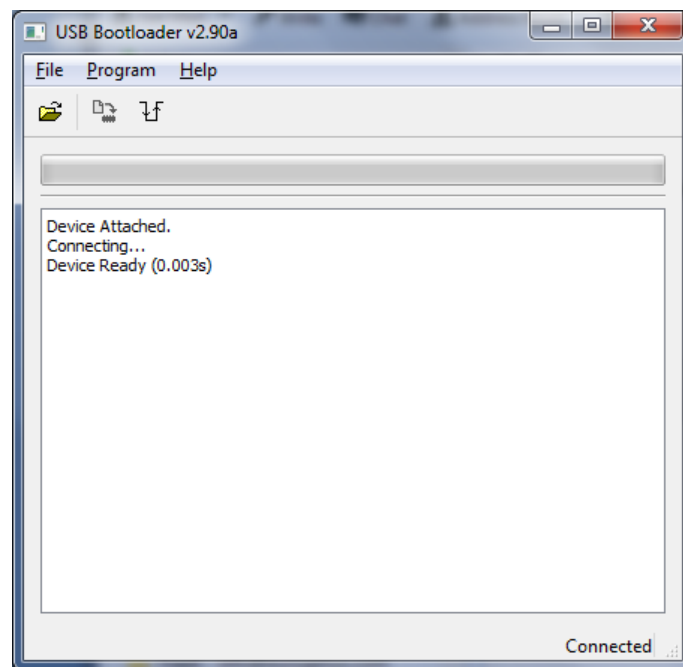 USB Bootloader v2.90a
File Program Help
Device Attached.
Connecting...
Device Ready (0.003s)
Connected